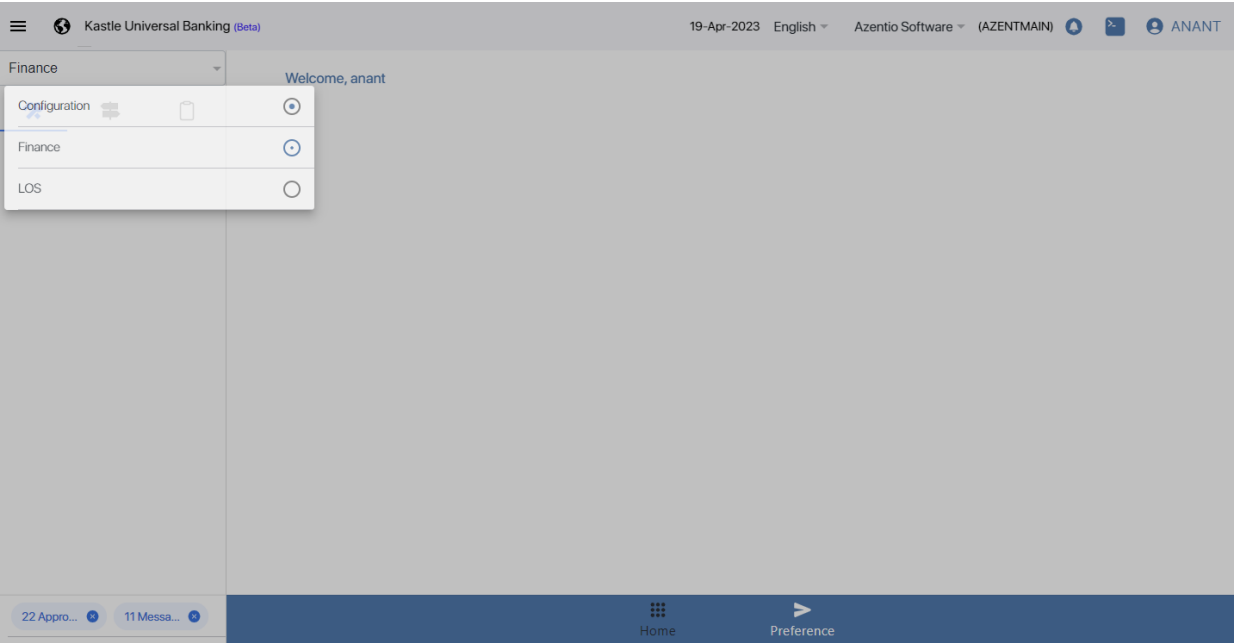 Kastle Universal Banking (Beta) 19-Apr-2023 English Azentio Software (AZENTMAIN) ANANT
Finance
Welcome, anant
Configuration
Finance
LOS
22 Appro... 11 Messa...
Home Preference